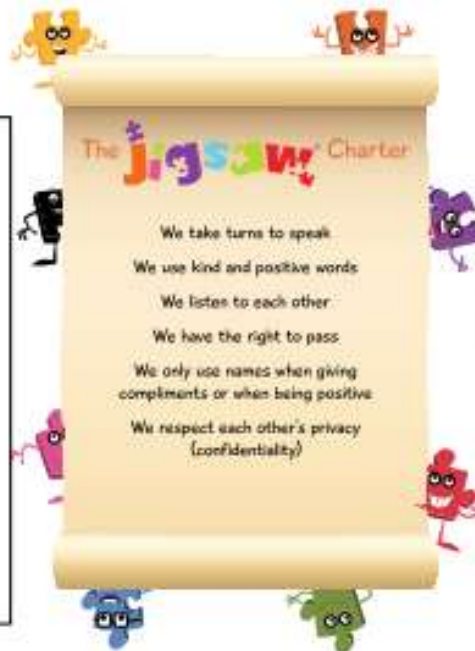 The jigsaw® Charter
We take turns to speak
We use kind and positive words
We listen to each other
We have the right to pass
We only use names when giving
compliments or when being positive
We respect each other's privacy
(confidentiality)